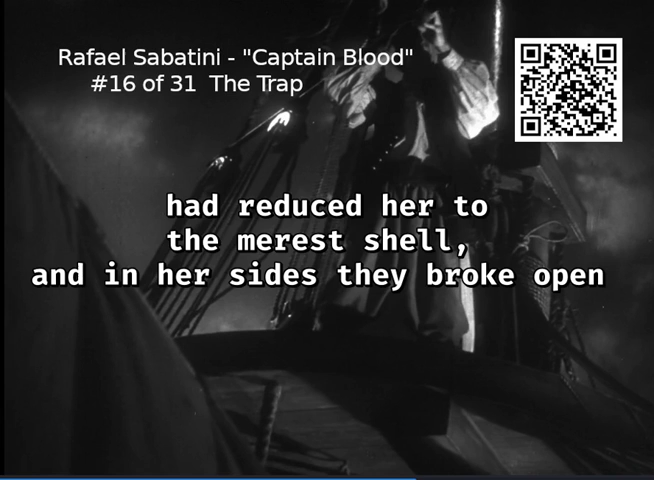 Rafael Sabatini - "Captain Blood"
#16 of 31  The Trap
had reduced her to
the merest shell,
and in her sides they broke open